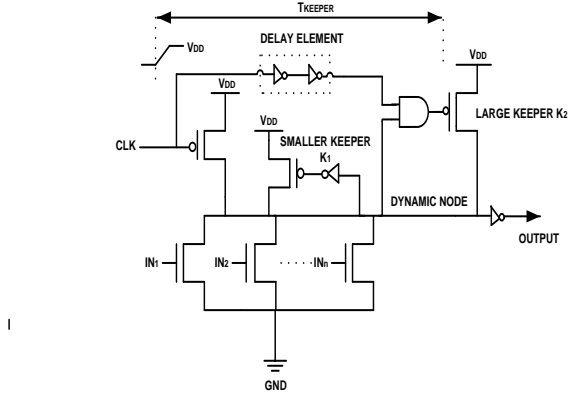 TKEEPER
VDD
DELAY ELEMENT
VDD
VDD
VDD
SMALLER KEEPER
K1
LARGE KEEPER K2
CLK
DYNAMIC NODE
OUTPUT
IN1
IN2
INn
GND